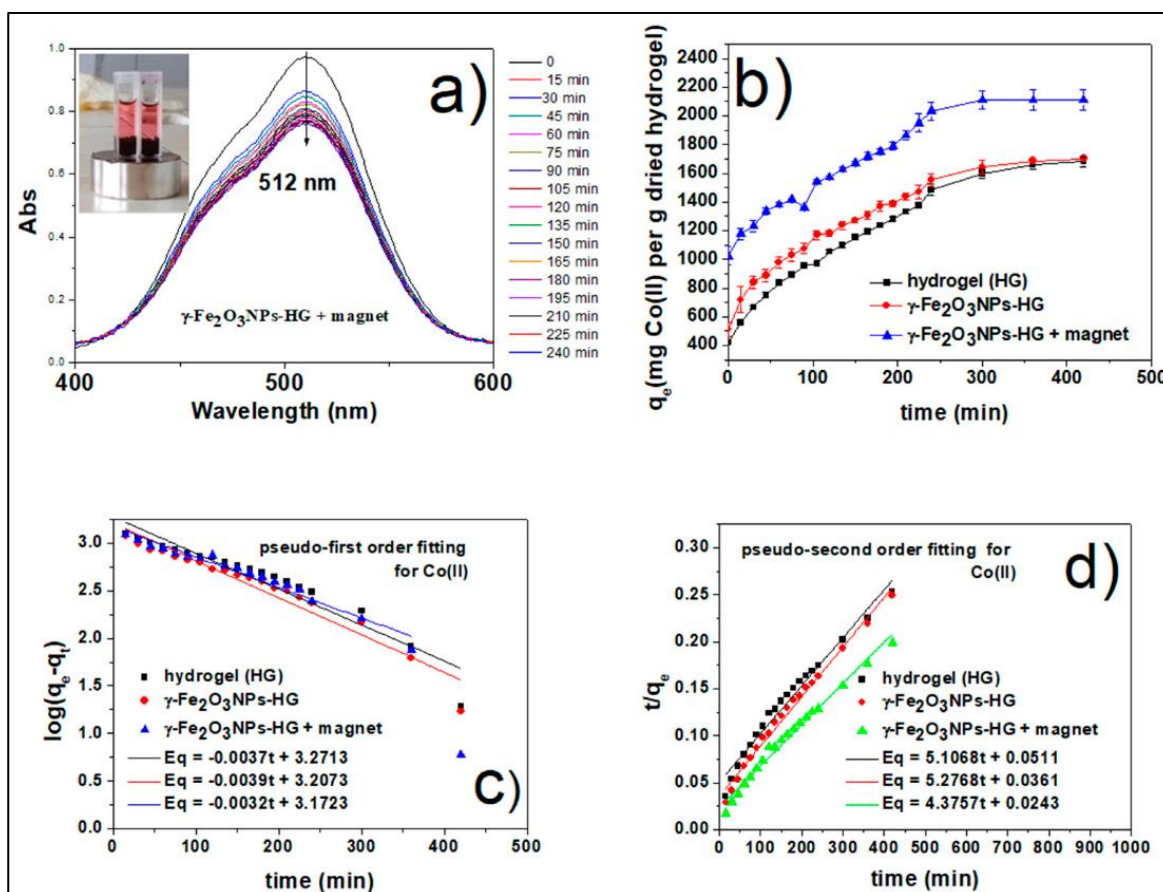 a)
1.0
0.8
0.6
0.4
0.2
0.0
Abs
512 nm
γ-Fe₂O₃NPs-HG + magnet
400
500
600
Wavelength (nm)
0
15 min
30 min
45 min
60 min
75 min
90 min
105 min
120 min
135 min
150 min
165 min
180 min
195 min
210 min
225 min
240 min
b)
2400
2200
2000
1800
1600
1400
1200
1000
800
600
400
qₑ(mg Co(II) per g dried hydrogel)
hydrogel (HG)
γ-Fe₂O₃NPs-HG
γ-Fe₂O₃NPs-HG + magnet
0
100
200
300
400
500
time (min)
pseudo-first order fitting
for Co(II)
3.0
2.5
2.0
1.5
1.0
0.5
0.0
log(qₑ-qₜ)
hydrogel (HG)
γ-Fe₂O₃NPs-HG
γ-Fe₂O₃NPs-HG + magnet
Eq = -0.0037t + 3.2713
Eq = -0.0039t + 3.2073
Eq = -0.0032t + 3.1723
c)
0
100
200
300
400
500
time (min)
pseudo-second order fitting for
Co(II)
d)
0.30
0.25
0.20
0.15
0.10
0.05
0.00
t/qₑ
hydrogel (HG)
γ-Fe₂O₃NPs-HG
γ-Fe₂O₃NPs-HG + magnet
Eq = 5.1068t + 0.0511
Eq = 5.2768t + 0.0361
Eq = 4.3757t + 0.0243
0
100
200
300
400
500
600
700
800
900
1000
time (min)